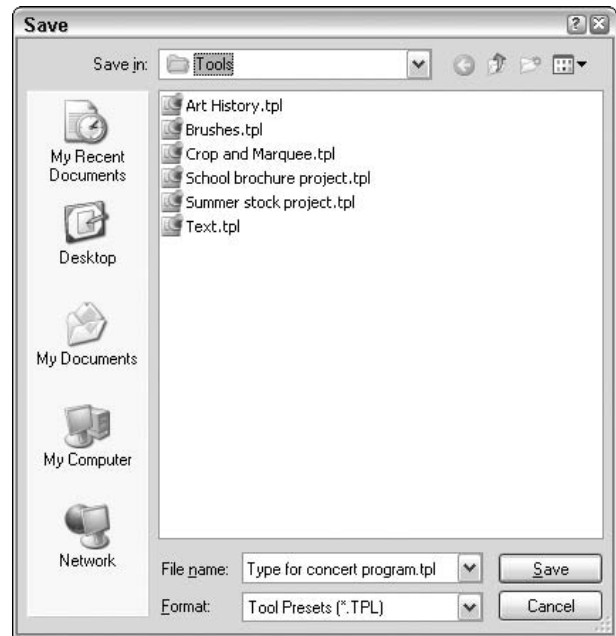 Save
Save in: Tools
My Recent
Documents
Desktop
My Documents
My Computer
Network
Art History.tpl
Brushes.tpl
Crop and Marquee.tpl
School brochure project.tpl
Summer stock project.tpl
Text.tpl
File name: Type for concert program.tpl Save
Format: Tool Presets (*.TPL) Cancel